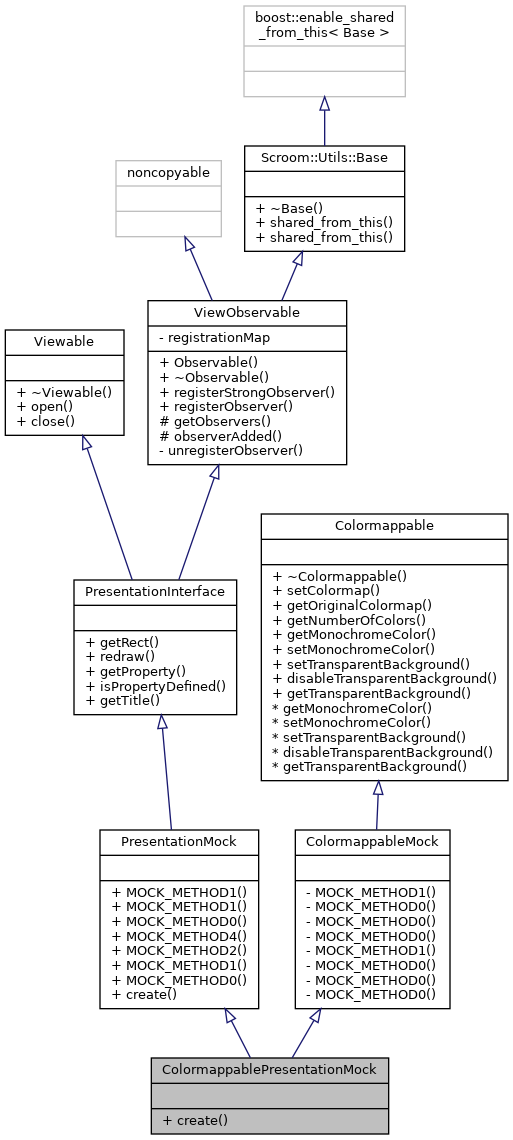 boost::enable_shared
_from_this< Base >
Scroom::Utils::Base
+ ~Base()
+ shared_from_this()
+ shared_from_this()
noncopyable
ViewObservable
- registrationMap
+ Observable()
+ ~Observable()
+ registerStrongObserver()
+ registerObserver()
# getObservers()
# observerAdded()
- unregisterObserver()
Viewable
+ ~Viewable()
+ open()
+ close()
PresentationInterface
+ getRect()
+ redraw()
+ getProperty()
+ isPropertyDefined()
+ getTitle()
Colormappable
+ ~Colormappable()
+ setColormap()
+ getOriginalColormap()
+ getNumberOfColors()
+ getMonochromeColor()
+ setMonochromeColor()
+ setTransparentBackground()
+ disableTransparentBackground()
+ getTransparentBackground()
* getMonochromeColor()
* setMonochromeColor()
* setTransparentBackground()
* disableTransparentBackground()
* getTransparentBackground()
PresentationMock
+ MOCK_METHOD1()
+ MOCK_METHOD1()
+ MOCK_METHOD0()
+ MOCK_METHOD4()
+ MOCK_METHOD2()
+ MOCK_METHOD1()
+ MOCK_METHOD0()
+ create()
ColormappableMock
- MOCK_METHOD1()
- MOCK_METHOD0()
- MOCK_METHOD0()
- MOCK_METHOD0()
- MOCK_METHOD1()
- MOCK_METHOD0()
- MOCK_METHOD0()
- MOCK_METHOD0()
ColormappablePresentationMock
+ create()